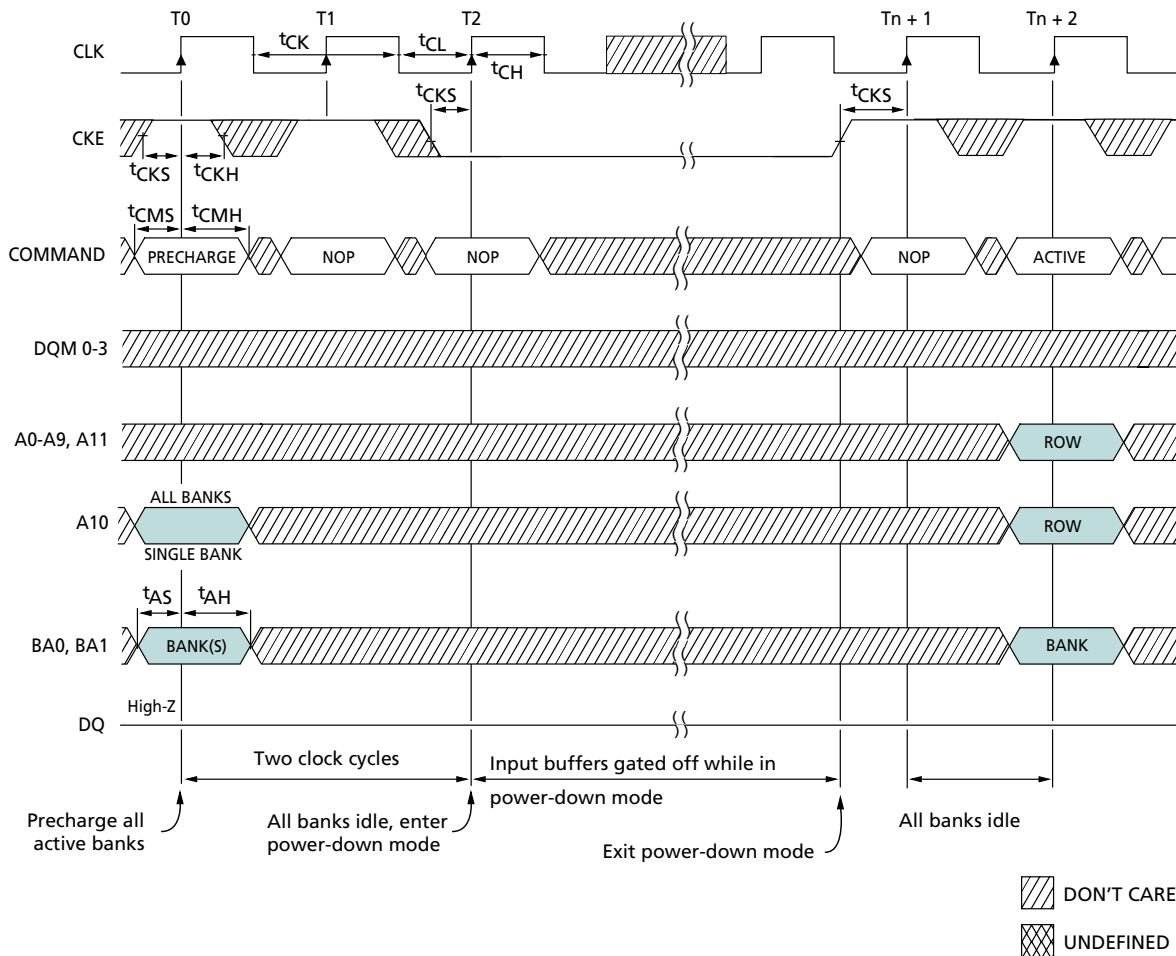 T0 T1 T2 Tn + 1 Tn + 2
CLK
tCK tCL
tCH
tCKS tCKS
CKE
tCKS tCKH
tCMS tCMH
COMMAND PRECHARGE NOP NOP NOP ACTIVE
DQM 0-3
A0-A9, A11 ROW
ALL BANKS
A10 ROW
SINGLE BANK
tAS tAH
BA0, BA1 BANK(S) BANK
High-Z
DQ
Two clock cycles
Input buffers gated off while in
power-down mode
Precharge all
active banks
All banks idle, enter
power-down mode
Exit power-down mode
All banks idle
DON'T CARE
UNDEFINED